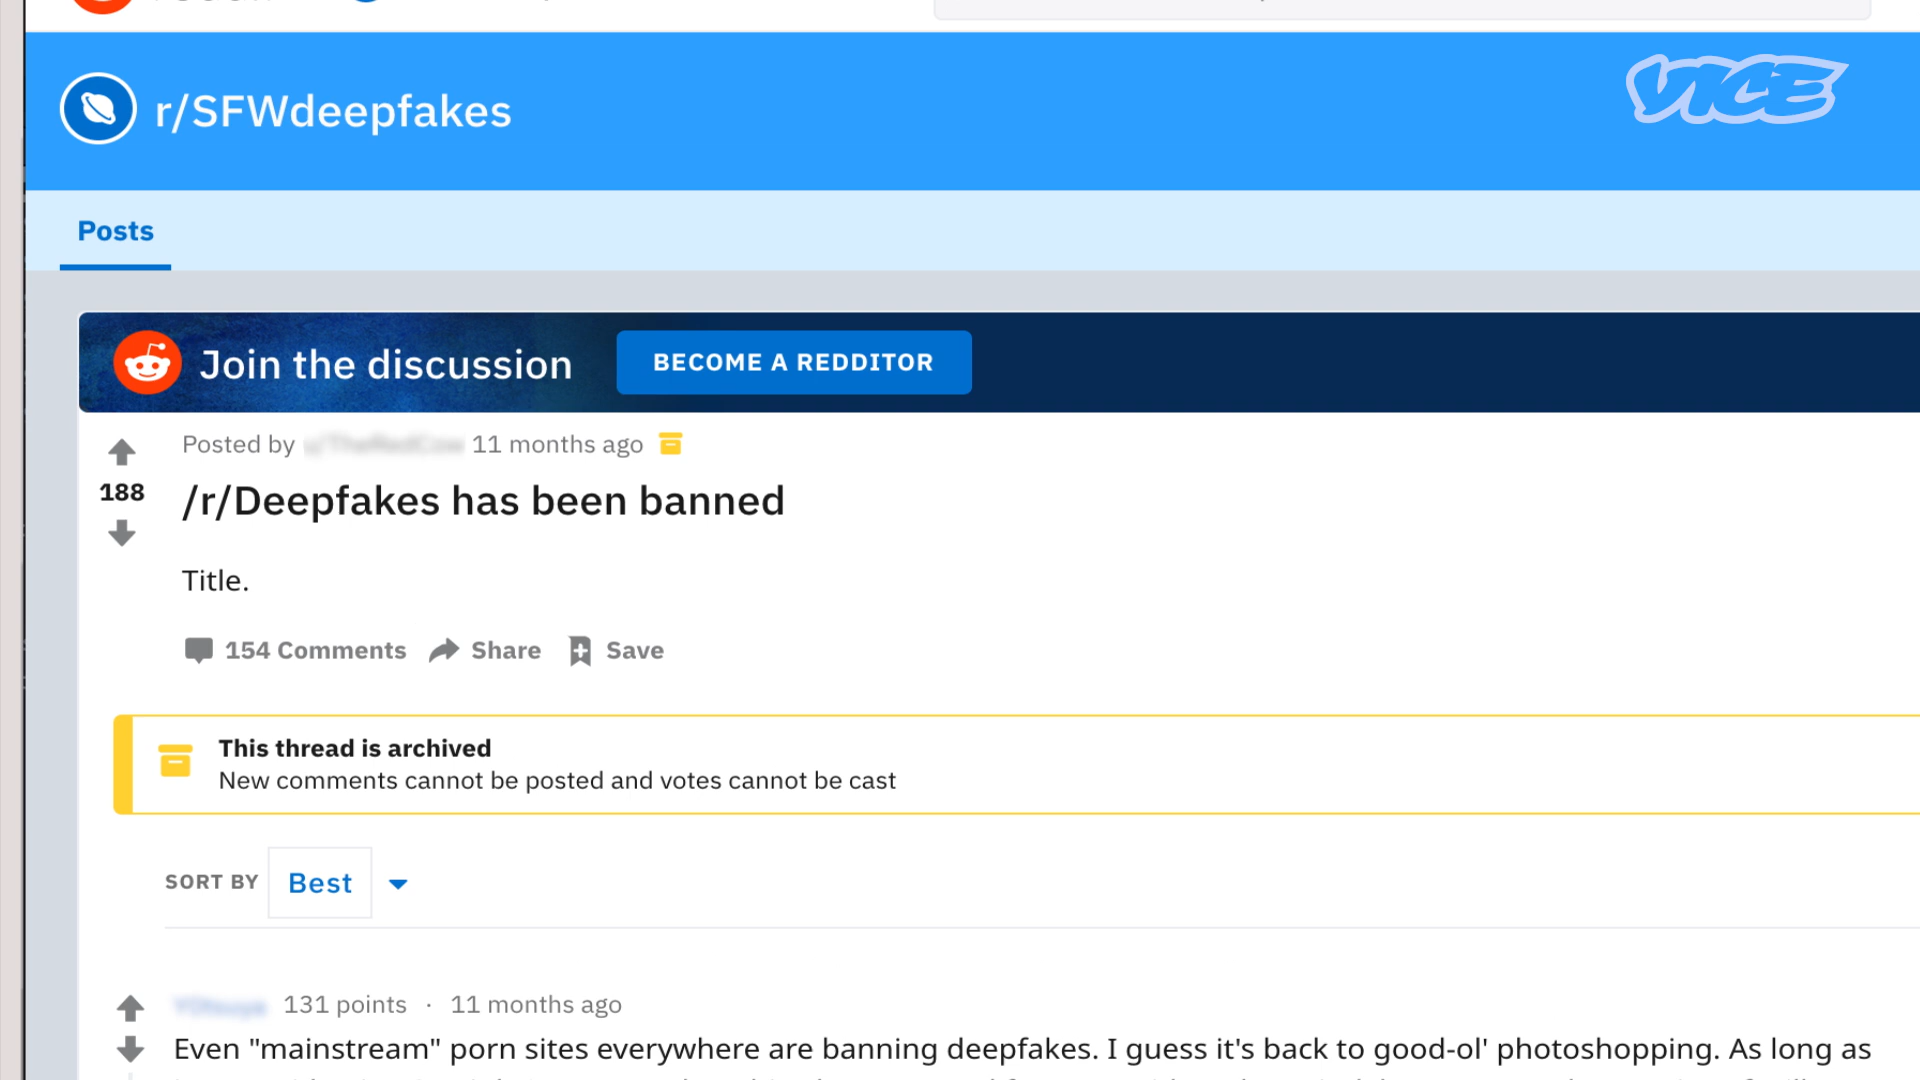 VICE
r/SFWdeepfakes
Posts
Join the discussion
BECOME A REDDITOR
Posted by 11 months ago
188
/r/Deepfakes has been banned
Title.
154 Comments Share Save
This thread is archived
New comments cannot be posted and votes cannot be cast
SORT BY Best
131 points · 11 months ago
Even "mainstream" porn sites everywhere are banning deepfakes. I guess it's back to good-ol' photoshopping. As long as